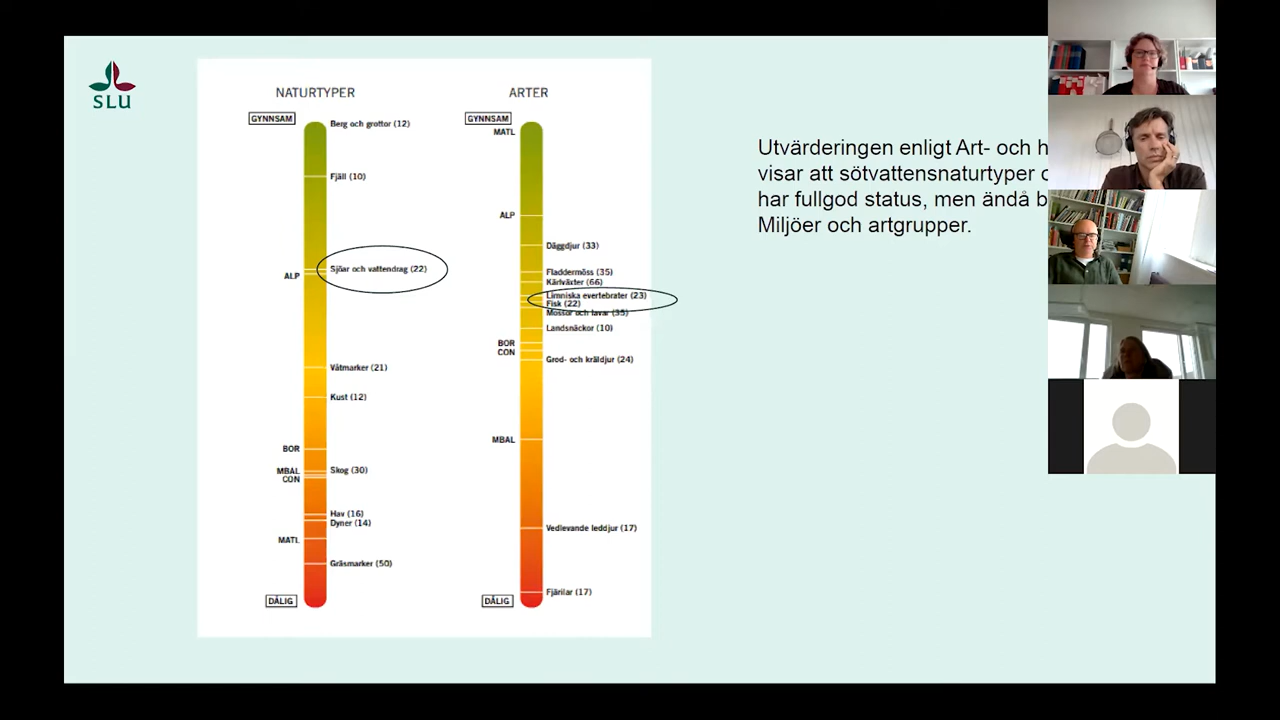 SLU
NATURTYPER
GYNNSAM
Berg och grottor (12)
Fjäll (10)
Sjöar och vattendrag (22)
ALP
Våtmarker (21)
Kust (12)
BOR
Skog (30)
MBAL
CON
Hav (16)
Dyner (14)
MATL
Gräsmarker (50)
DÅLIG
ARTER
GYNNSAM
MATL
ALP
Däggdjur (33)
Fladdermöss (35)
Kärlväxter (66)
Limniska evertebrater (23)
Fisk (22)
Mossor och lavar (35)
Landsnäckor (10)
BOR
CON
Grod- och kräldjur (24)
MBAL
Vedlevande leddjur (17)
Fjärilar (17)
DÅLIG
Utvärderingen enligt Art- och h
visar att sötvattensnaturtyper
har fullgod status, men ändå b
Miljöer och artgrupper.